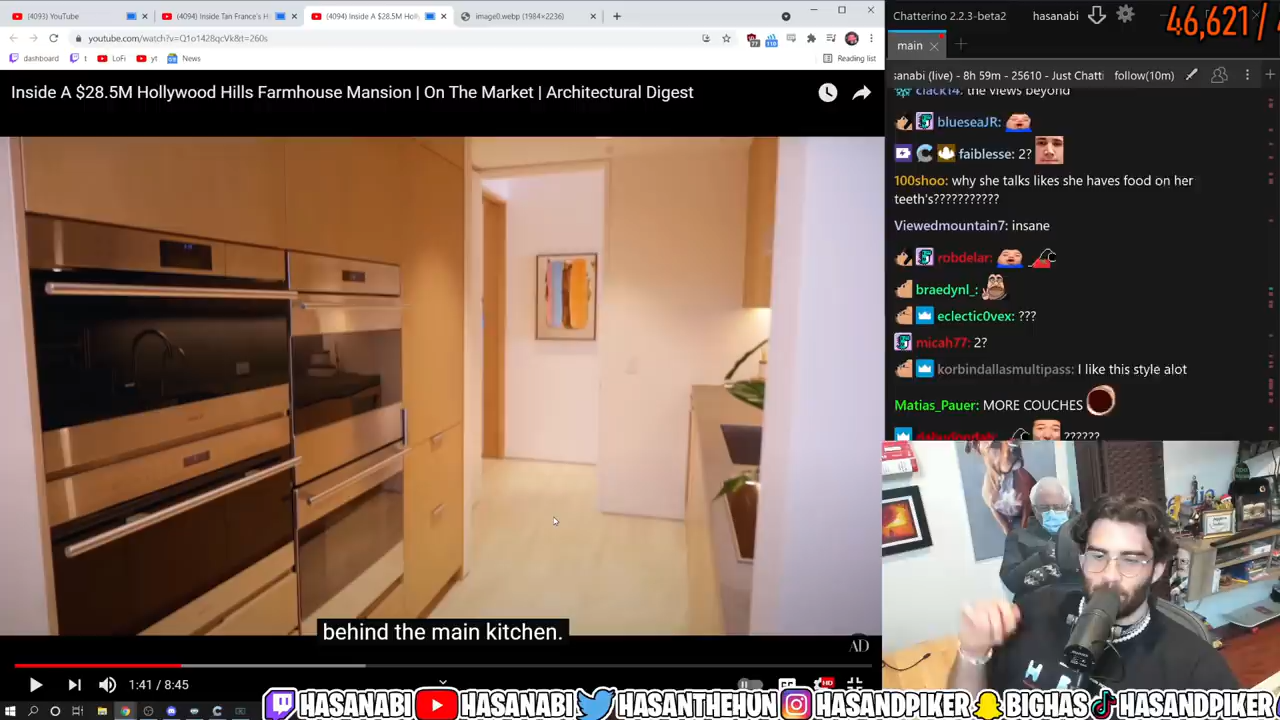 (4093) YouTube
(4094) Inside Tan France's H
(4094) Inside A $28.5M Holl
image0.webp (1984×2236)
youtube.com/watch?v=Q1o1428qcVk&t=260s
dashboard
t
LoFi
yt
News
Reading list
Inside A $28.5M Hollywood Hills Farmhouse Mansion | On The Market | Architectural Digest
behind the main kitchen.
AD
1:41 / 8:45
HD
Chatterino 2.2.3-beta2
hasanabi
46,621 /
main
sanabi (live) - 8h 59m - 25610 - Just Chatti
follow(10m)
clack14: the views beyond
blueseaJR:
faiblesse: 2?
100shoo: why she talks likes she haves food on her
teeth's???????????
Viewedmountain7: insane
robdelar:
braedynl_:
eclectic0vex: ???
micah77: 2?
korbindallasmultipass: I like this style alot
Matias_Pauer: MORE COUCHES
??????
HASANABI HASANABI HASANTHEHUN HASANDPIKER BIGHAS HASANDPIKER